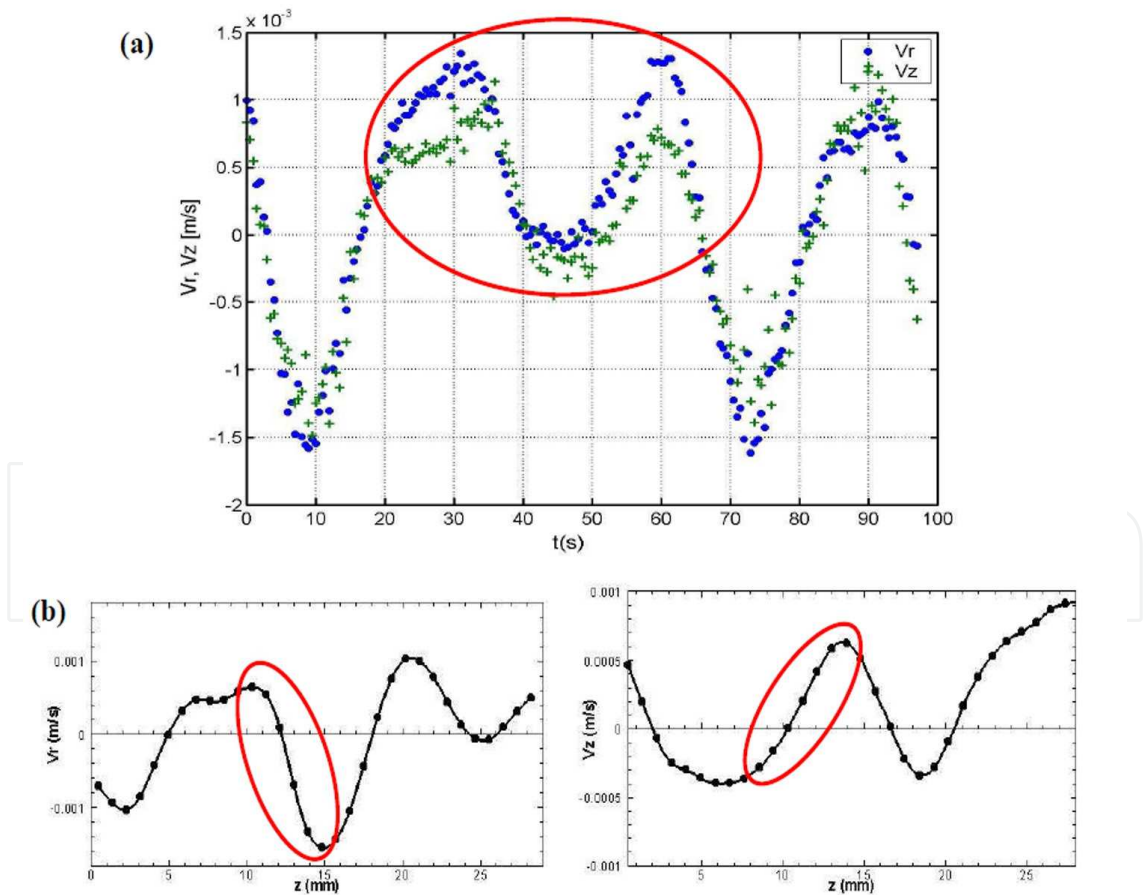 (a)
× 10⁻³
1.5
1
0.5
0
-0.5
-1
-1.5
-2
Vr, Vz [m/s]
Vr
Vz
0 10 20 30 40 50 60 70 80 90 100
t(s)
(b)
0.001
0
-0.001
Vr (m/s)
0 5 10 15 20 25
z (mm)
0.001
0.0005
0
-0.0005
-0.001
Vz (m/s)
0 5 10 15 20 25
z (mm)